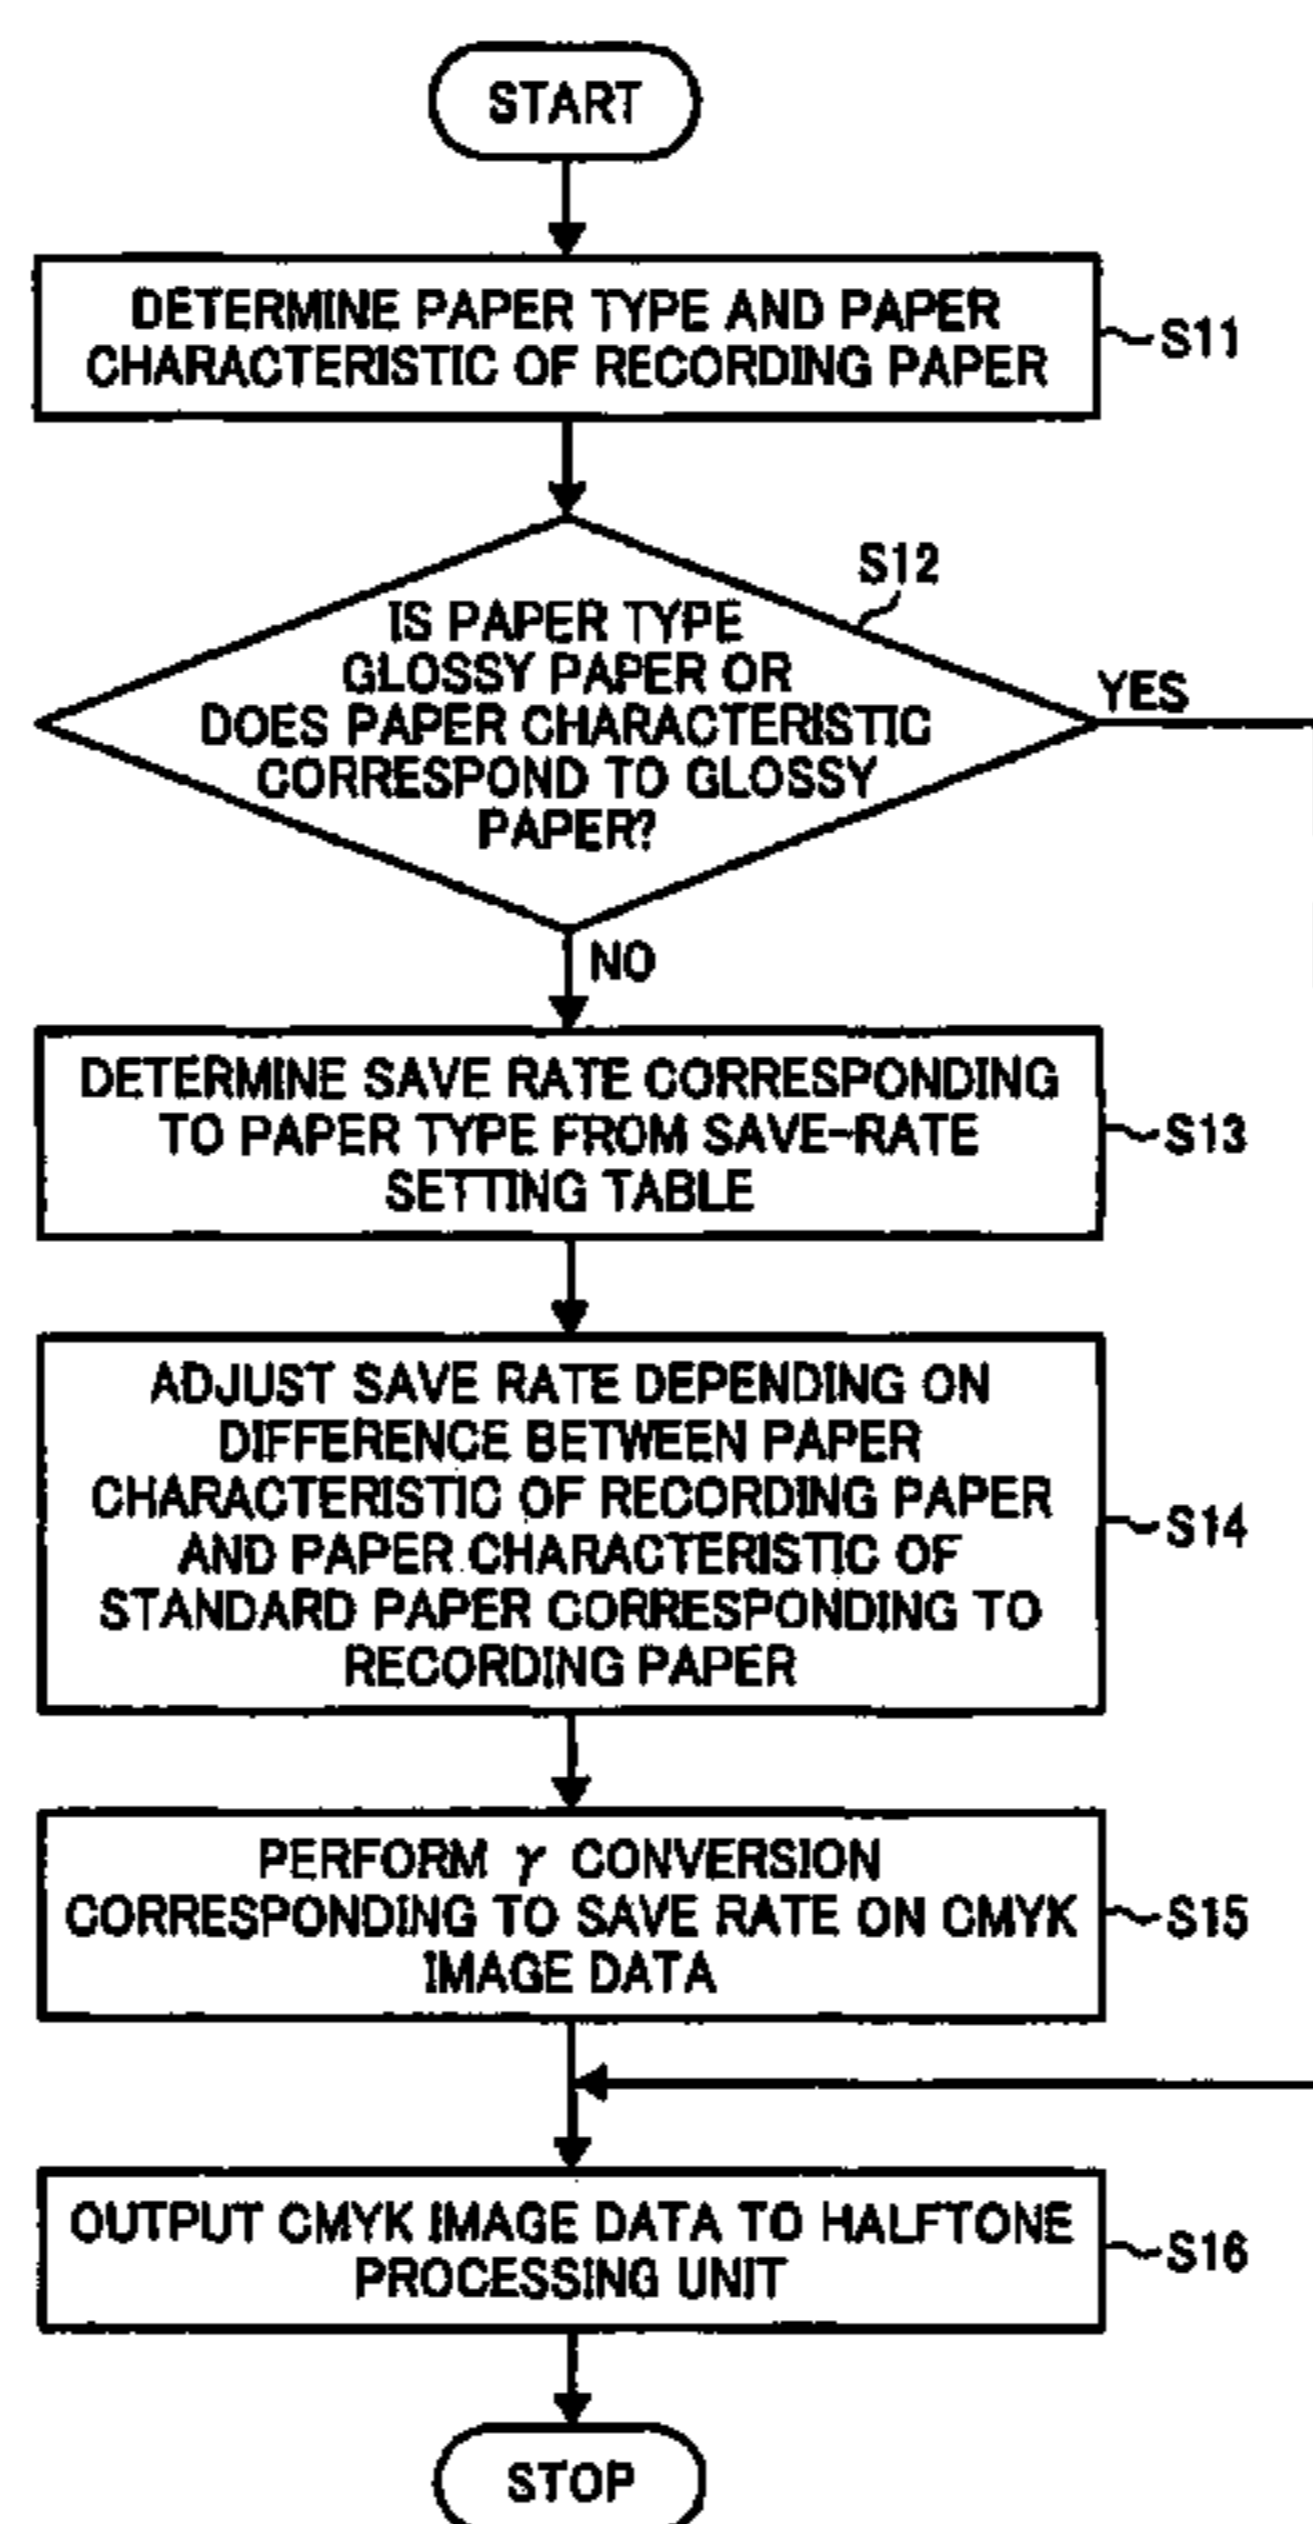 START
DETERMINE PAPER TYPE AND PAPER
CHARACTERISTIC OF RECORDING PAPER
S11
S12
IS PAPER TYPE
GLOSSY PAPER OR
DOES PAPER CHARACTERISTIC
CORRESPOND TO GLOSSY
PAPER?
YES
NO
DETERMINE SAVE RATE CORRESPONDING
TO PAPER TYPE FROM SAVE-RATE
SETTING TABLE
S13
ADJUST SAVE RATE DEPENDING ON
DIFFERENCE BETWEEN PAPER
CHARACTERISTIC OF RECORDING PAPER
AND PAPER CHARACTERISTIC OF
STANDARD PAPER CORRESPONDING TO
RECORDING PAPER
S14
PERFORM γ CONVERSION
CORRESPONDING TO SAVE RATE ON CMYK
IMAGE DATA
S15
OUTPUT CMYK IMAGE DATA TO HALFTONE
PROCESSING UNIT
S16
STOP